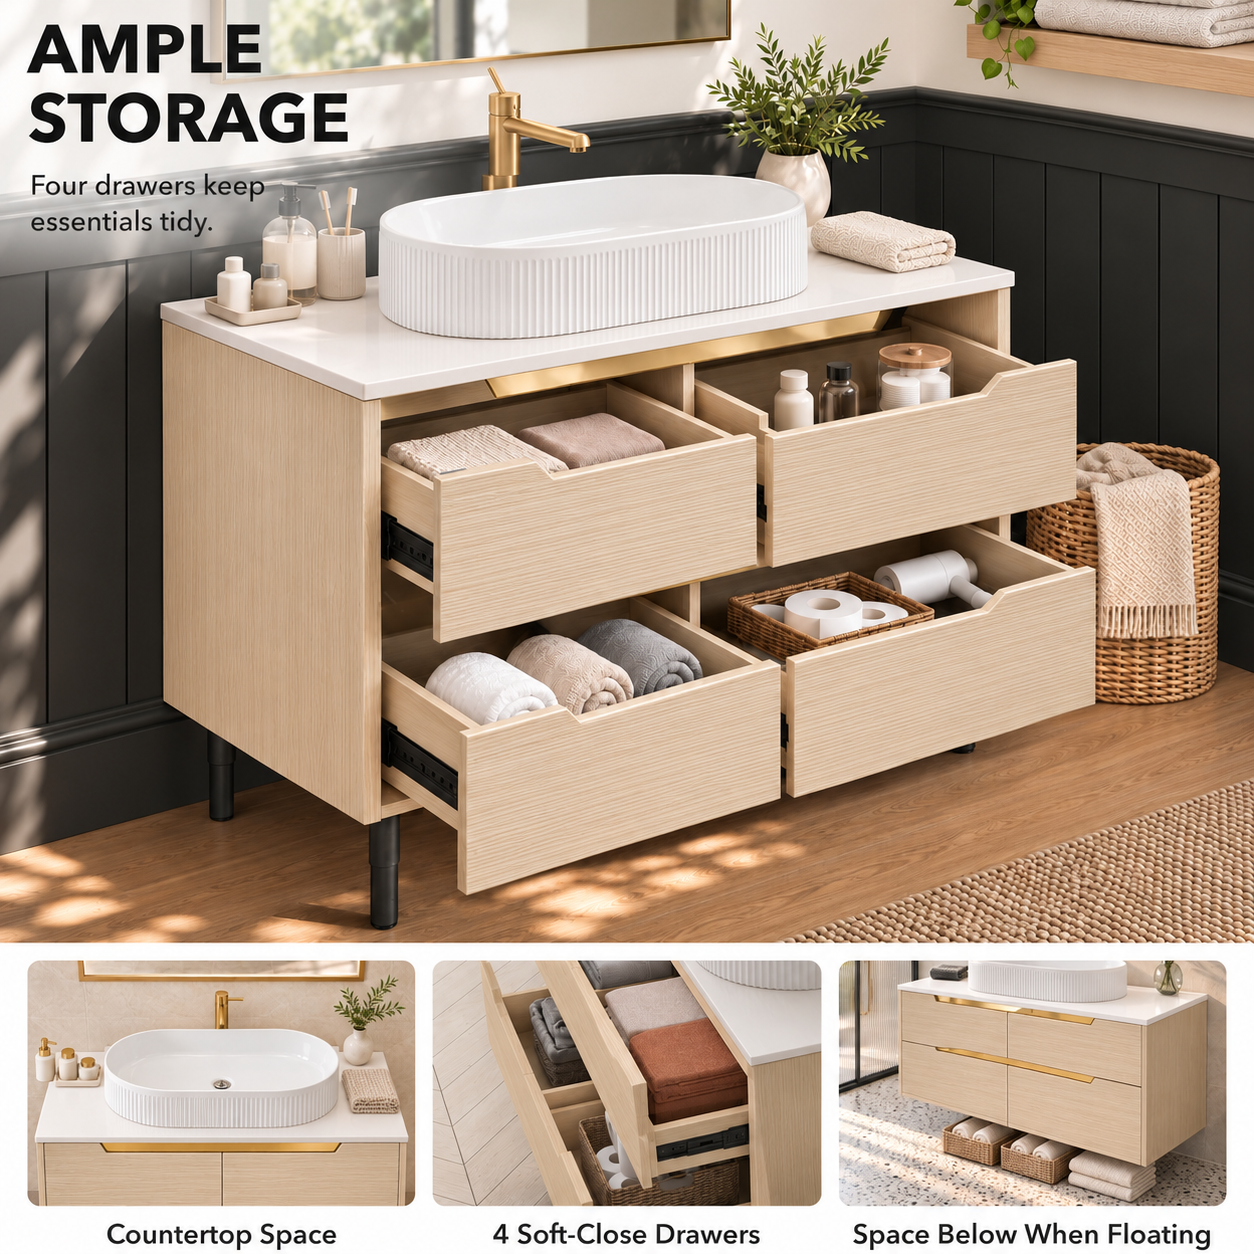 AMPLE
STORAGE
Four drawers keep
essentials tidy.
Countertop Space
4 Soft-Close Drawers
Space Below When Floating